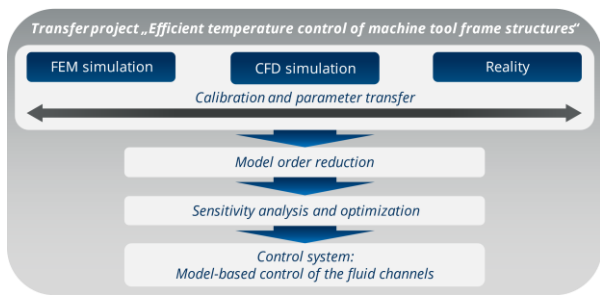 Transfer project „Efficient temperature control of machine tool frame structures“
FEM simulation
CFD simulation
Reality
Calibration and parameter transfer
Model order reduction
Sensitivity analysis and optimization
Control system:
Model-based control of the fluid channels